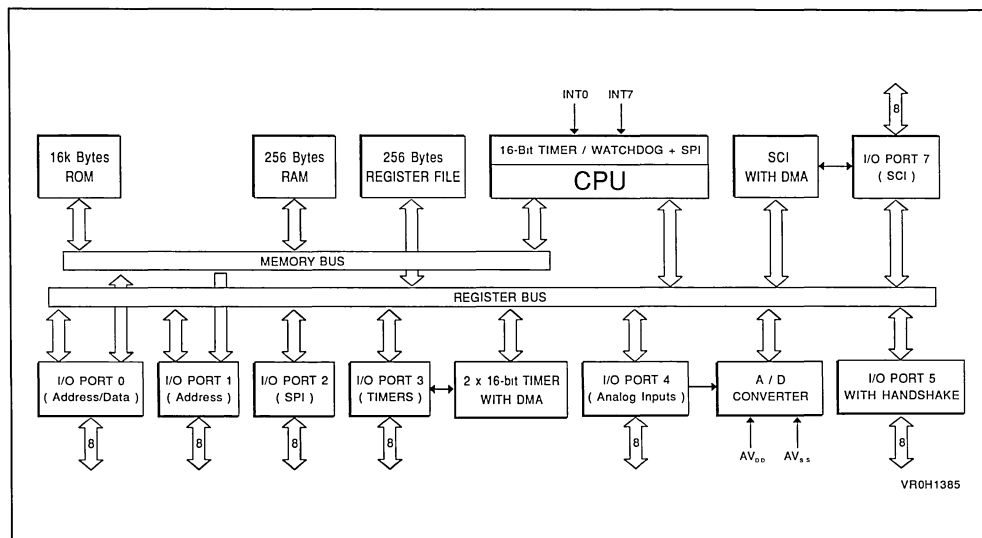 INT0 INT7
8
16k Bytes
ROM
256 Bytes
RAM
256 Bytes
REGISTER FILE
16-Bit TIMER / WATCHDOG + SPI
CPU
SCI
WITH DMA
I/O PORT 7
( SCI )
MEMORY BUS
REGISTER BUS
I/O PORT 0
( Address/Data )
I/O PORT 1
( Address )
I/O PORT 2
( SPI )
I/O PORT 3
( TIMERS )
2 x 16-bit TIMER
WITH DMA
I/O PORT 4
( Analog Inputs )
A / D
CONVERTER
I/O PORT 5
WITH HANDSHAKE
8 8 8 8 8 8
AVDD AVSS
VR0H1385